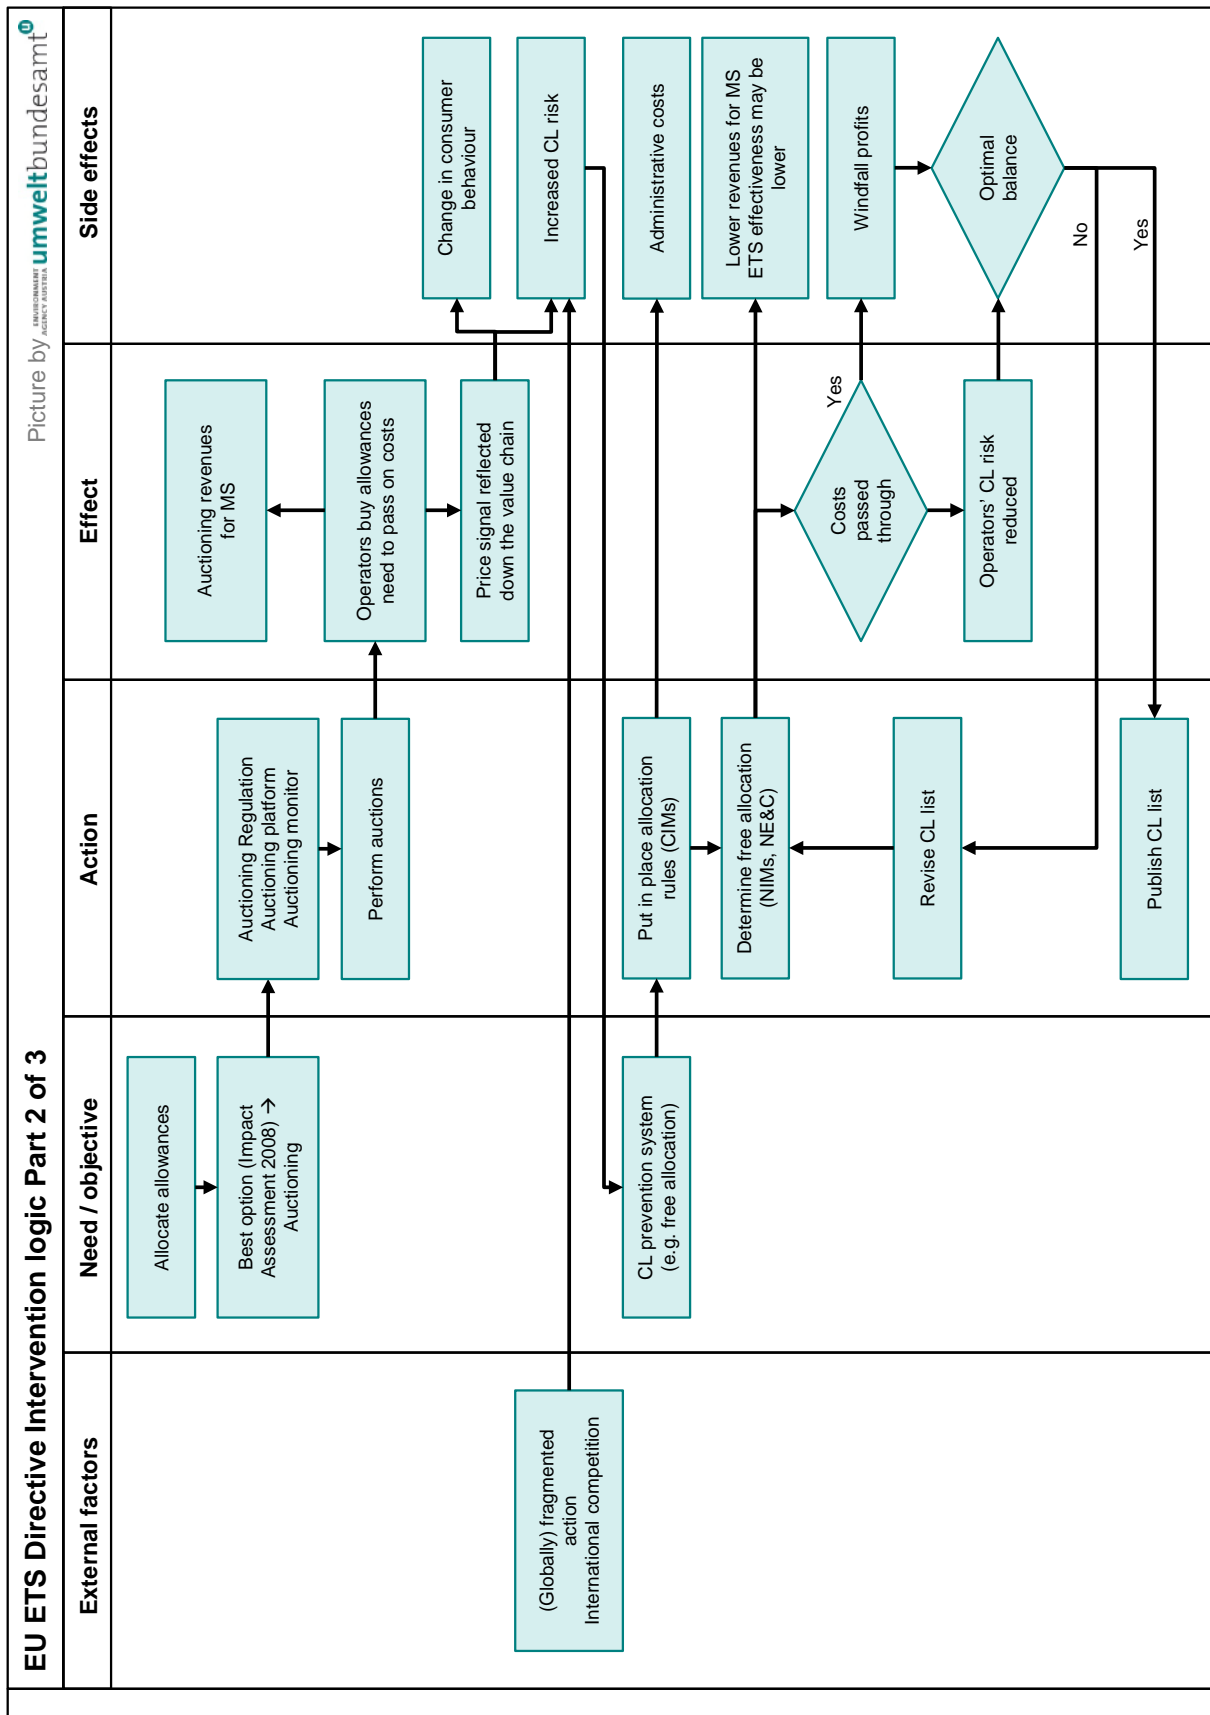 EU ETS Directive Intervention logic Part 2 of 3
Picture by ENVIRONMENT AGENCY AUSTRIA umweltbundesamt u
External factors
Need / objective
Action
Effect
Side effects
Allocate allowances
Best option (Impact
Assessment 2008) →
Auctioning
Auctioning Regulation
Auctioning platform
Auctioning monitor
Perform auctions
Auctioning revenues
for MS
Operators buy allowances
need to pass on costs
Price signal reflected
down the value chain
Change in consumer
behaviour
Increased CL risk
(Globally) fragmented
action
International competition
CL prevention system
(e.g. free allocation)
Put in place allocation
rules (CIMs)
Administrative costs
Determine free allocation
(NIMs, NE&C)
Lower revenues for MS
ETS effectiveness may be
lower
Costs
passed
through
Yes
Windfall profits
Revise CL list
Operators' CL risk
reduced
Optimal
balance
No
Yes
Publish CL list